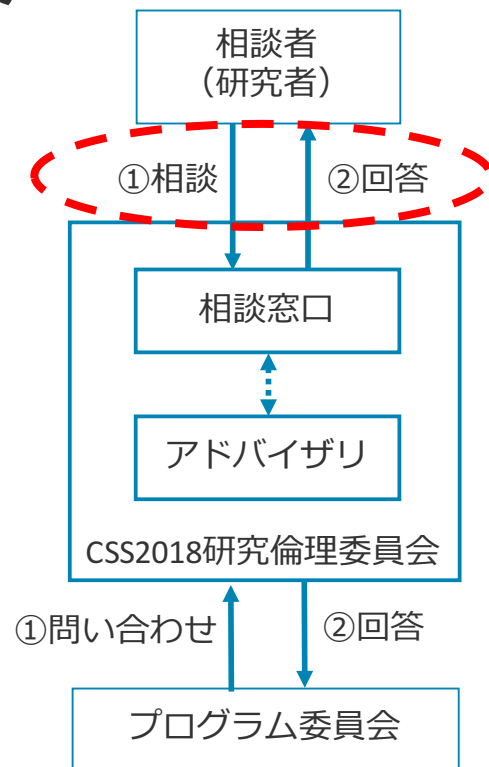 相談者
（研究者）
①相談
②回答
相談窓口
アドバイザリ
CSS2018研究倫理委員会
①問い合わせ
②回答
プログラム委員会